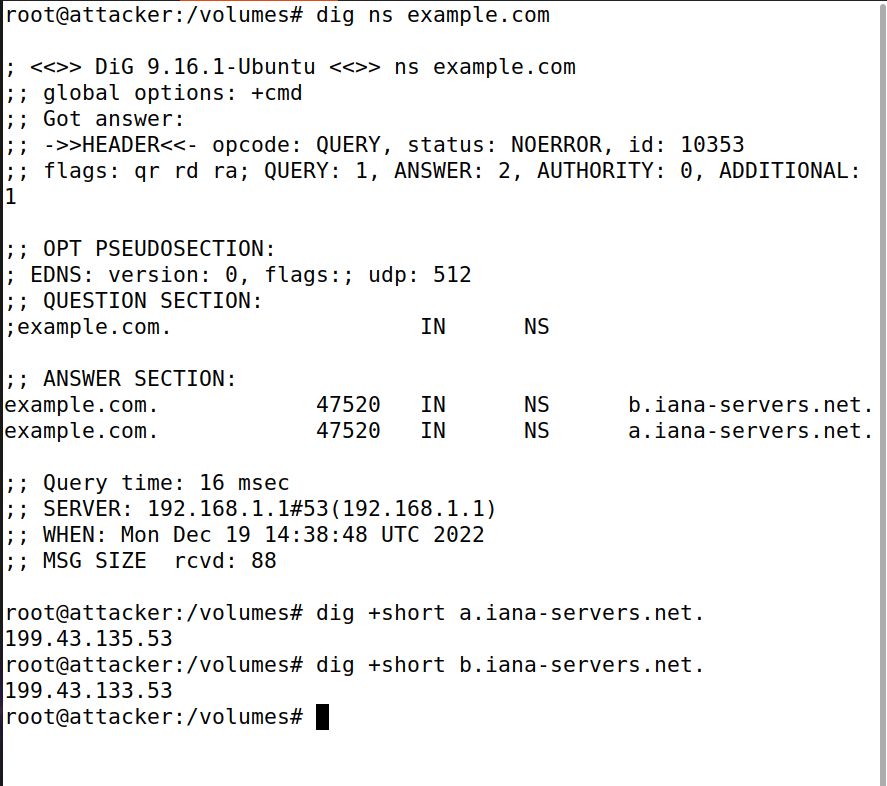 root@attacker:/volumes# dig ns example.com
; <<>> DiG 9.16.1-Ubuntu <<>> ns example.com
;; global options: +cmd
;; Got answer:
;; ->>HEADER<<- opcode: QUERY, status: NOERROR, id: 10353
;; flags: qr rd ra; QUERY: 1, ANSWER: 2, AUTHORITY: 0, ADDITIONAL:
1
;; OPT PSEUDOSECTION:
; EDNS: version: 0, flags:; udp: 512
;; QUESTION SECTION:
;example.com.                   IN      NS
;; ANSWER SECTION:
example.com.            47520   IN      NS      b.iana-servers.net.
example.com.            47520   IN      NS      a.iana-servers.net.
;; Query time: 16 msec
;; SERVER: 192.168.1.1#53(192.168.1.1)
;; WHEN: Mon Dec 19 14:38:48 UTC 2022
;; MSG SIZE  rcvd: 88
root@attacker:/volumes# dig +short a.iana-servers.net.
199.43.135.53
root@attacker:/volumes# dig +short b.iana-servers.net.
199.43.133.53
root@attacker:/volumes#